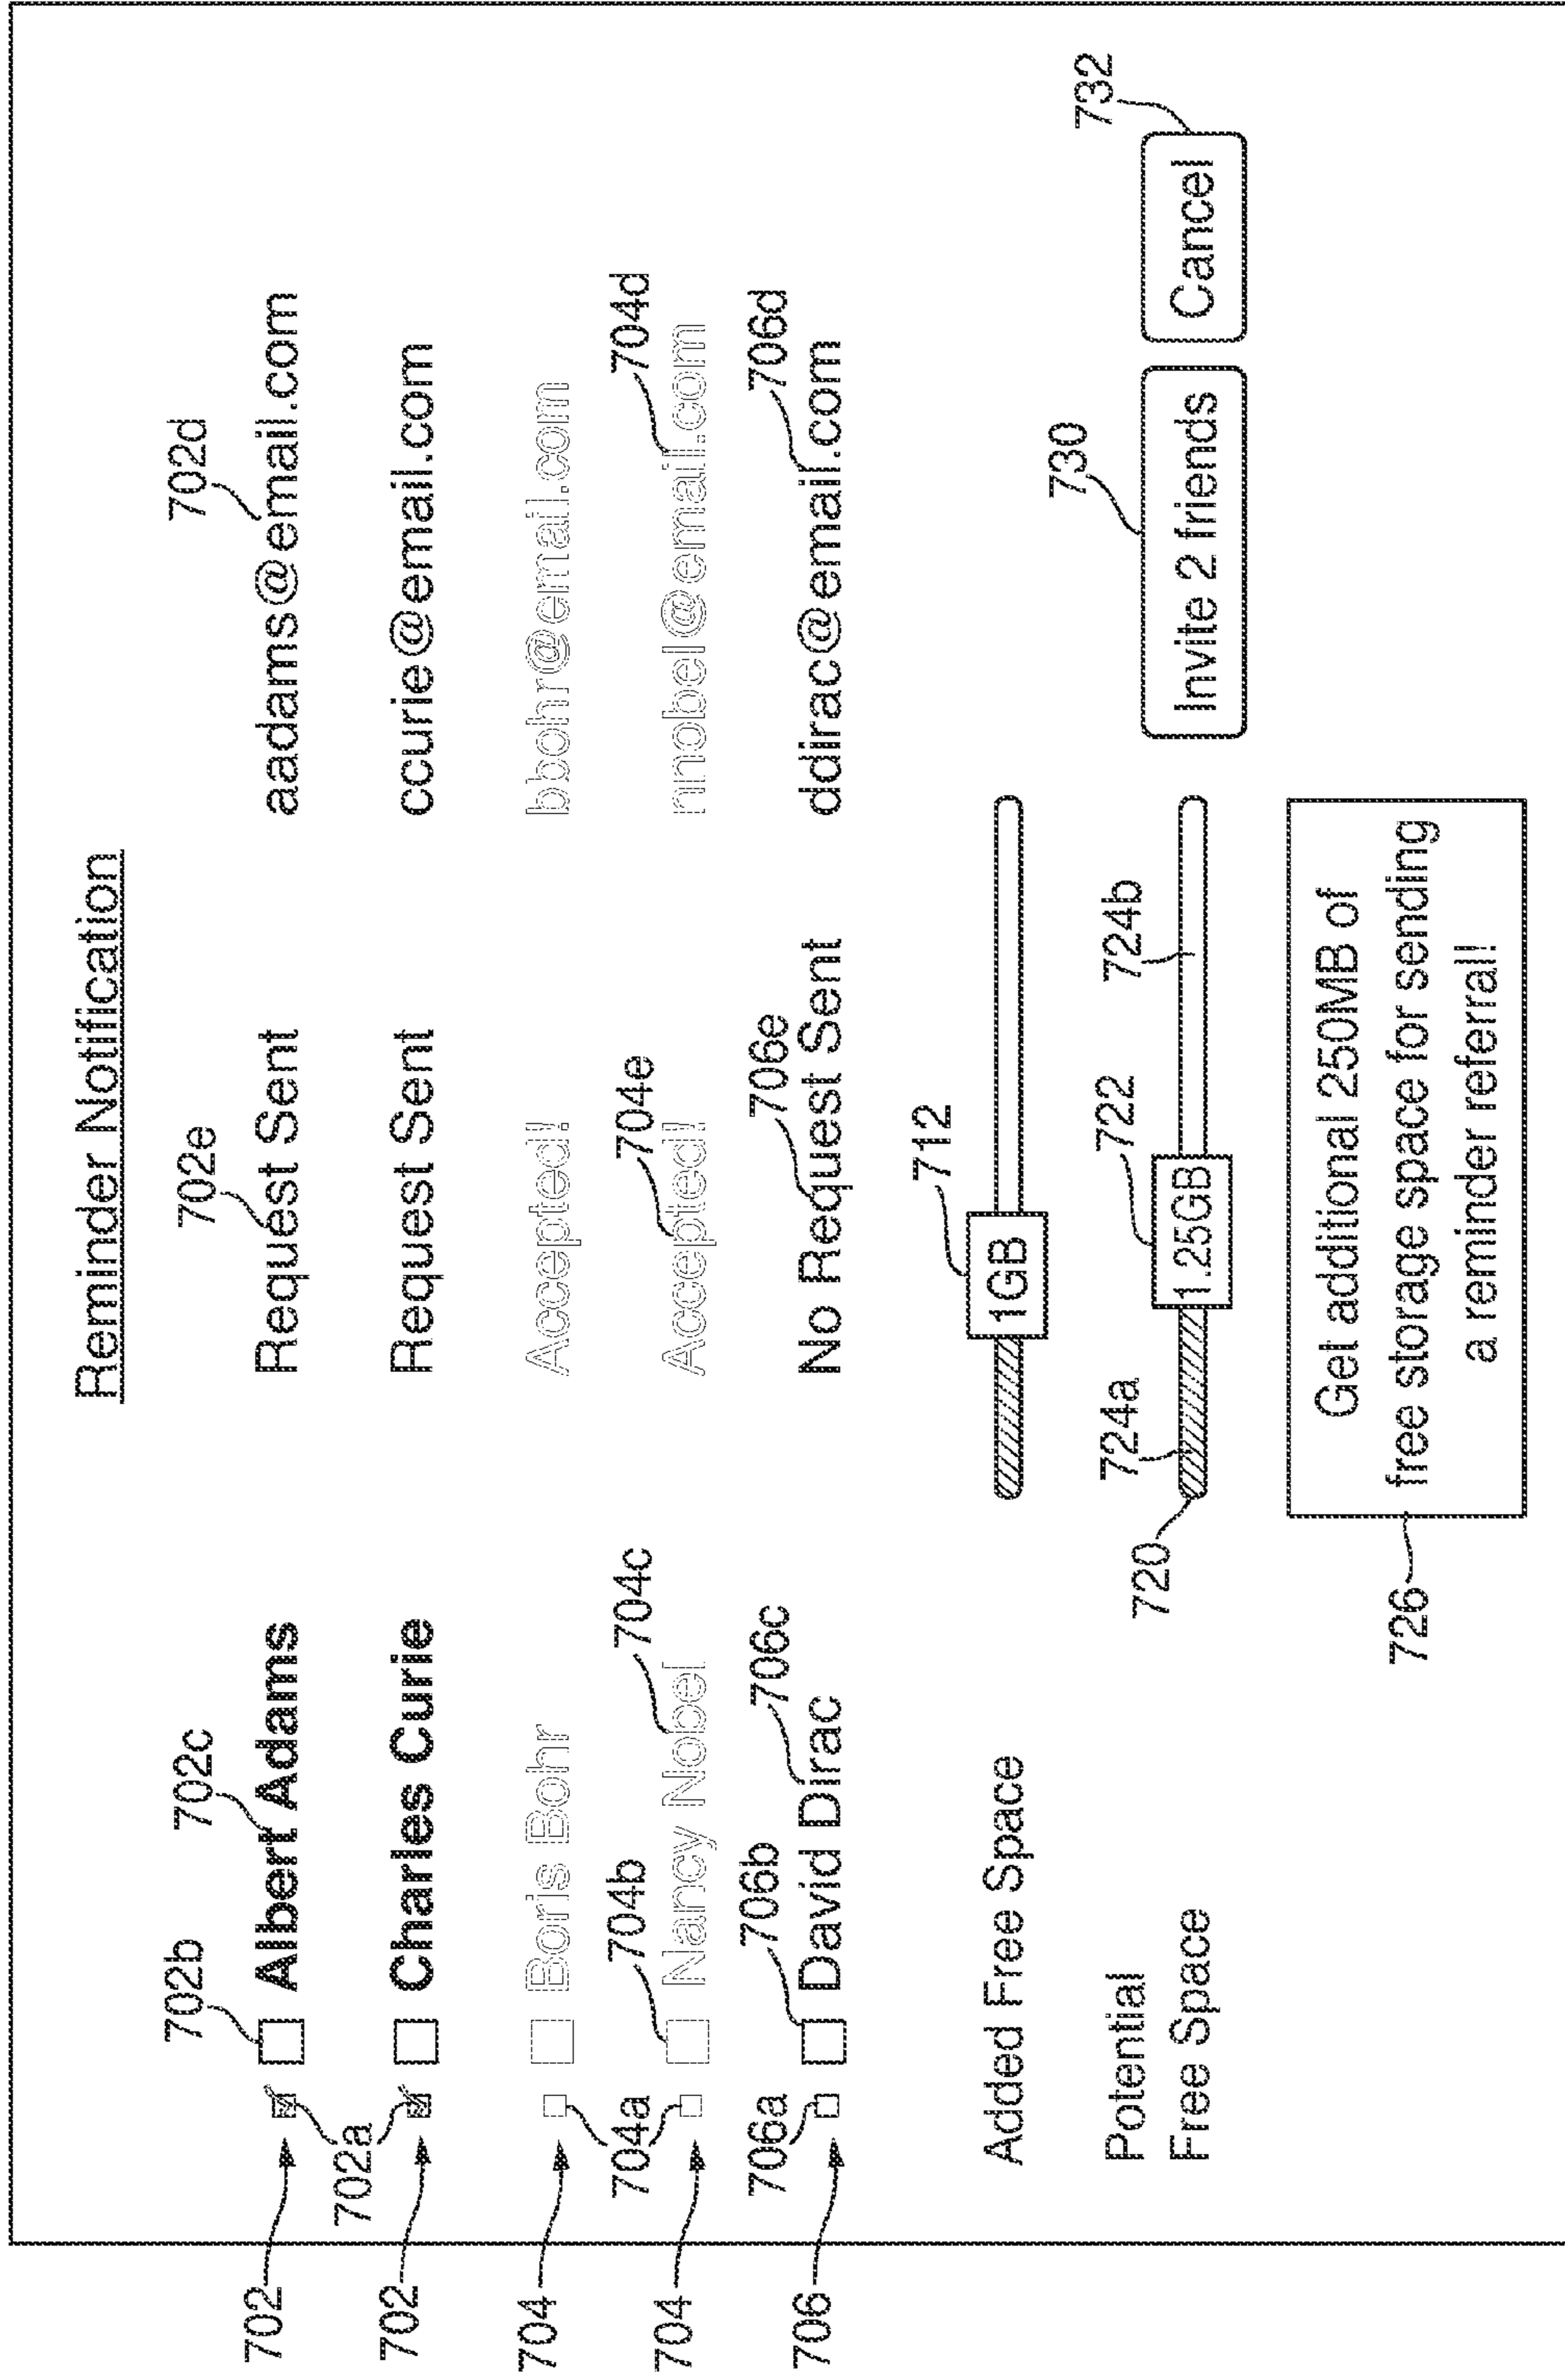 Reminder Notification
702b 702c 702e 702d
702 Albert Adams Request Sent aadams@email.com
702a
702 Charles Curie Request Sent ccurie@email.com
704 Boris Bohr Accepted! bbohr@email.com
704a 704b 704c 704e 704d
704 Nancy Nobel Accepted! nnobel@email.com
706a 706b 706c 706e 706d
706 David Dirac No Request Sent ddirac@email.com
712
Added Free Space 1GB
730 732
Potential 724a 722 724b
Free Space 1.25GB Invite 2 friends Cancel
720
Get additional 250MB of
726 free storage space for sending
a reminder referral!